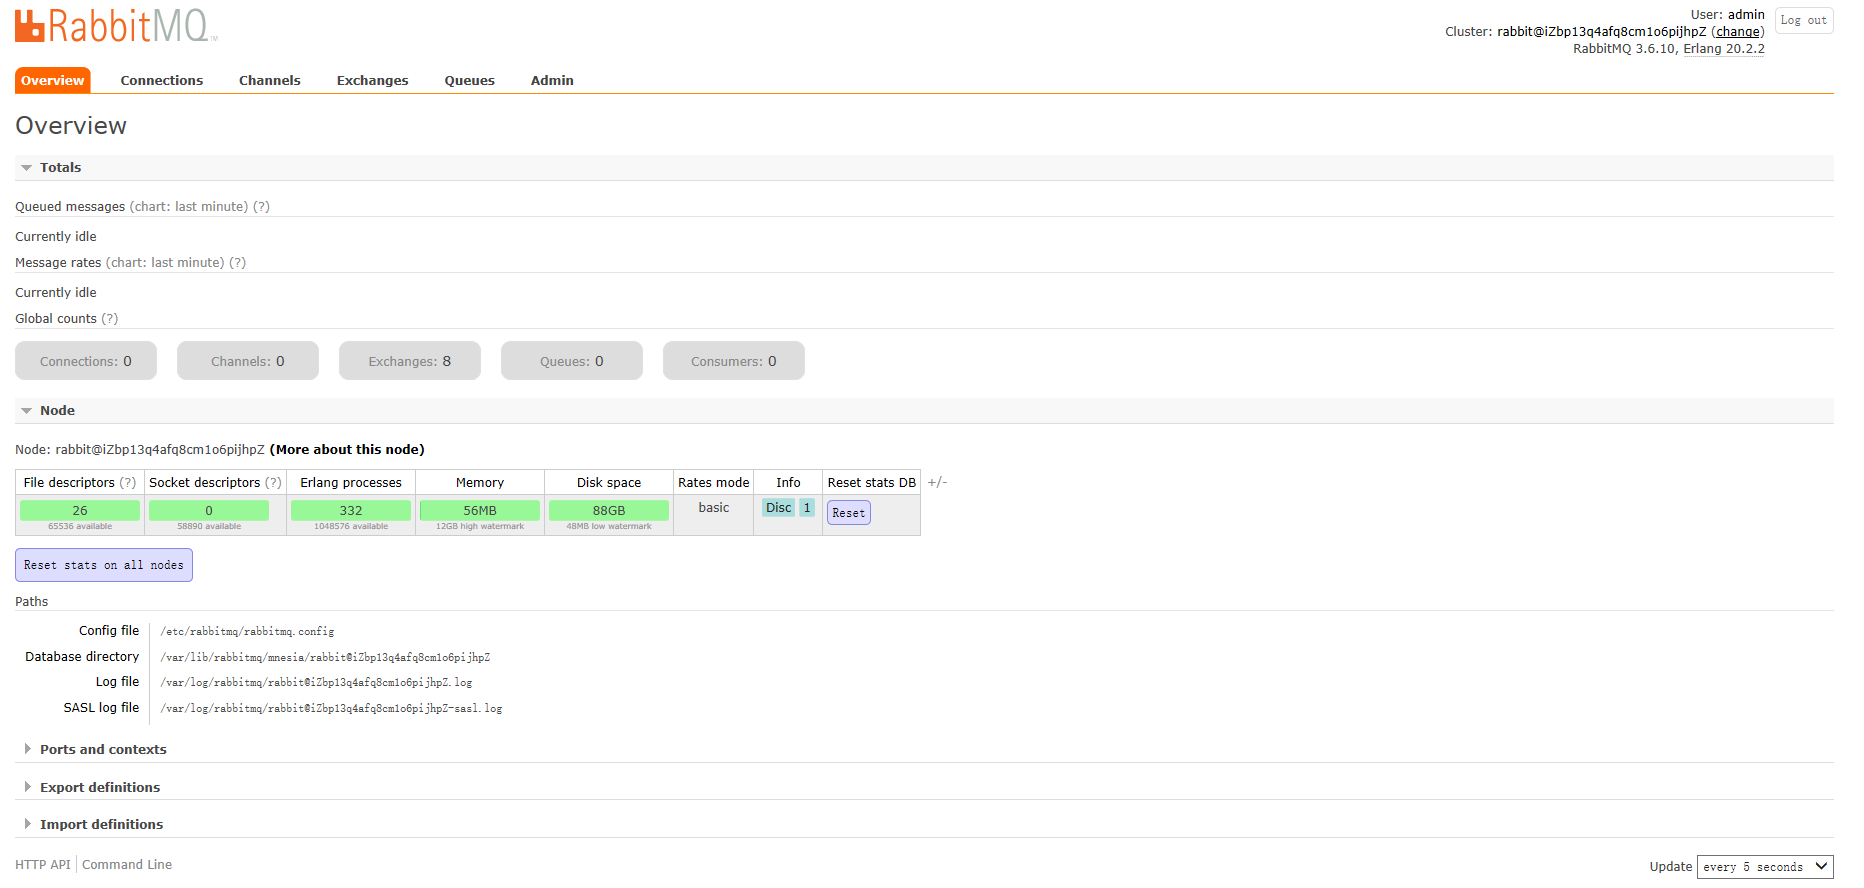 RabbitMQ TM
User: admin
Log out
Cluster: rabbit@iZbp13q4afq8cm1o6pijhpZ (change)
RabbitMQ 3.6.10, Erlang 20.2.2
Overview Connections Channels Exchanges Queues Admin
Overview
Totals
Queued messages (chart: last minute) (?)
Currently idle
Message rates (chart: last minute) (?)
Currently idle
Global counts (?)
Connections: 0 Channels: 0 Exchanges: 8 Queues: 0 Consumers: 0
Node
Node: rabbit@iZbp13q4afq8cm1o6pijhpZ (More about this node)
File descriptors (?) Socket descriptors (?) Erlang processes Memory Disk space Rates mode Info Reset stats DB +/-
26 0 332 56MB 88GB basic Disc 1 Reset
65536 available 58890 available 1048576 available 12GB high watermark 48MB low watermark
Reset stats on all nodes
Paths
Config file /etc/rabbitmq/rabbitmq.config
Database directory /var/lib/rabbitmq/mnesia/rabbit@iZbp13q4afq8cm1o6pijhpZ
Log file /var/log/rabbitmq/rabbit@iZbp13q4afq8cm1o6pijhpZ.log
SASL log file /var/log/rabbitmq/rabbit@iZbp13q4afq8cm1o6pijhpZ-sasl.log
Ports and contexts
Export definitions
Import definitions
HTTP API Command Line
Update every 5 seconds